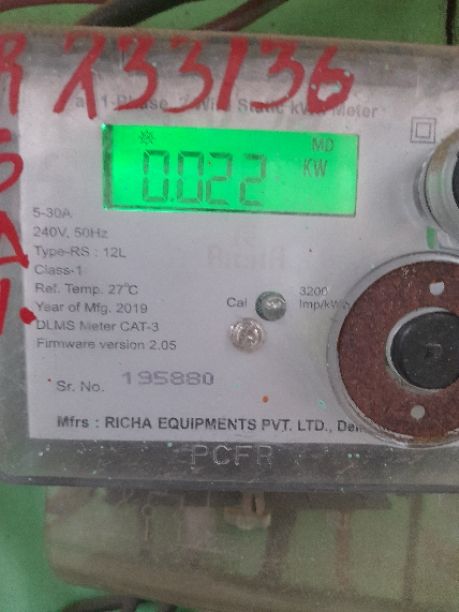 R 233136
a.c. 1-Phase 2 Wire Static kWh Meter
MD
0.022 KW
5-30A
240V, 50Hz
Type-RS : 12L
Class-1
Ref. Temp. 27°C
Year of Mfg. 2019
DLMS Meter CAT-3
Firmware version 2.05
Cal
3200
Imp/kWh
Sr. No. 195880
Mfrs : RICHA EQUIPMENTS PVT. LTD.,